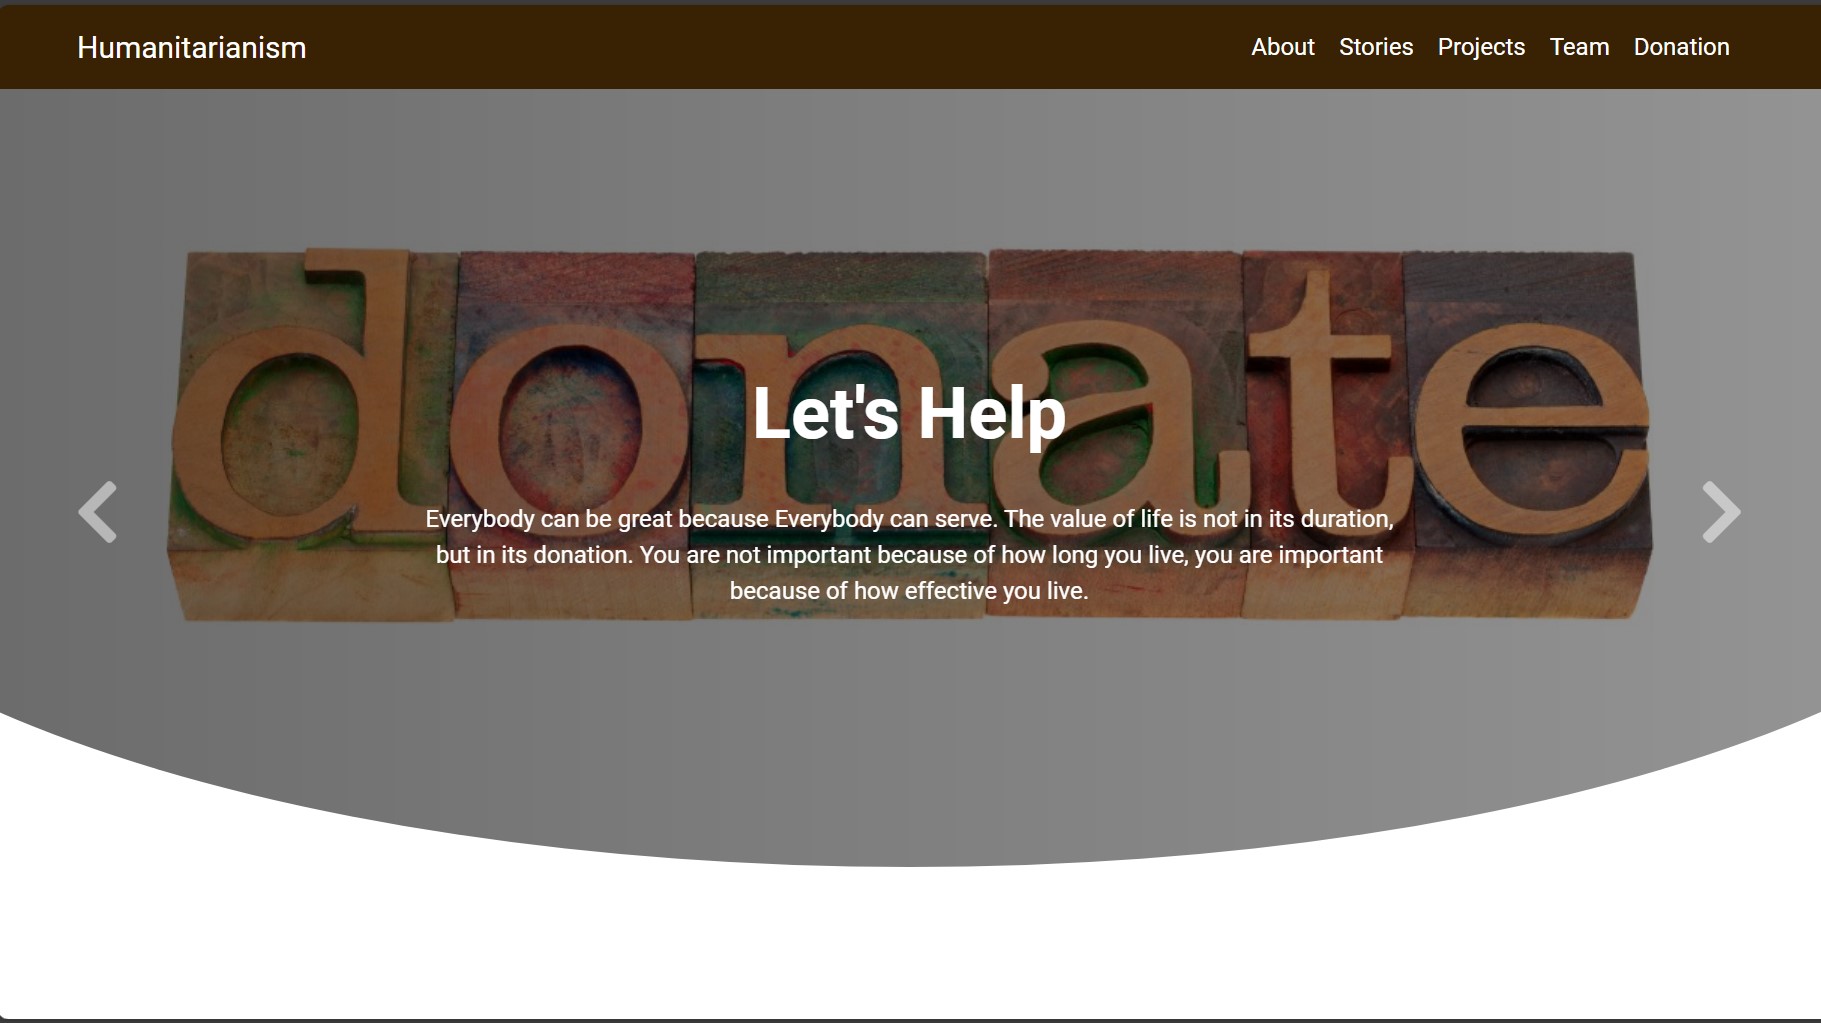 Humanitarianism
About Stories Projects Team Donation
donate
Let's Help
Everybody can be great because Everybody can serve. The value of life is not in its duration,
but in its donation. You are not important because of how long you live, you are important
because of how effective you live.